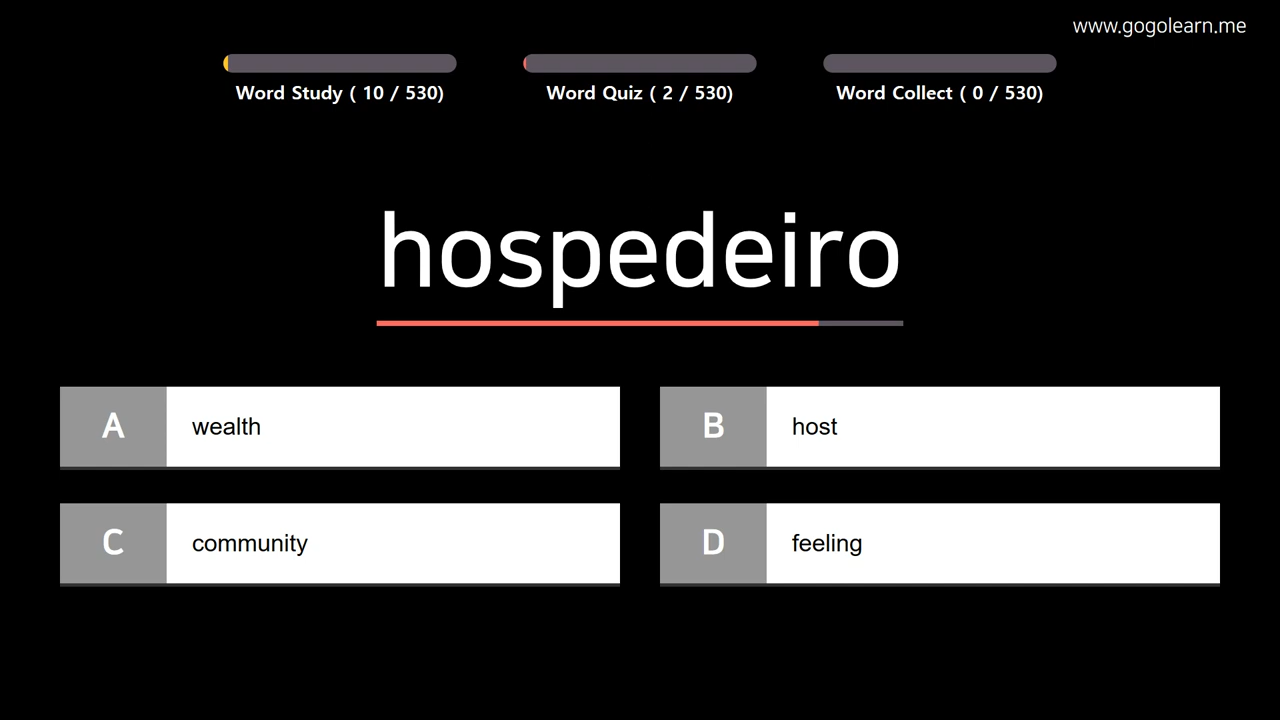 www.gogolearn.me
Word Study ( 10 / 530)
Word Quiz ( 2 / 530)
Word Collect ( 0 / 530)
hospedeiro
A wealth
B host
C community
D feeling